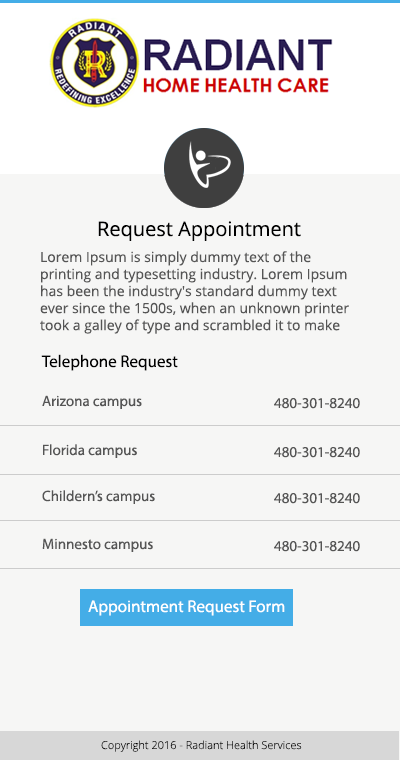 RADIANT
REDEFINING EXCELLENCE
R
RADIANT
HOME HEALTH CARE
Request Appointment
Lorem Ipsum is simply dummy text of the
printing and typesetting industry. Lorem Ipsum
has been the industry's standard dummy text
ever since the 1500s, when an unknown printer
took a galley of type and scrambled it to make
Telephone Request
Arizona campus 480-301-8240
Florida campus 480-301-8240
Childern’s campus 480-301-8240
Minnesto campus 480-301-8240
Appointment Request Form
Copyright 2016 - Radiant Health Services